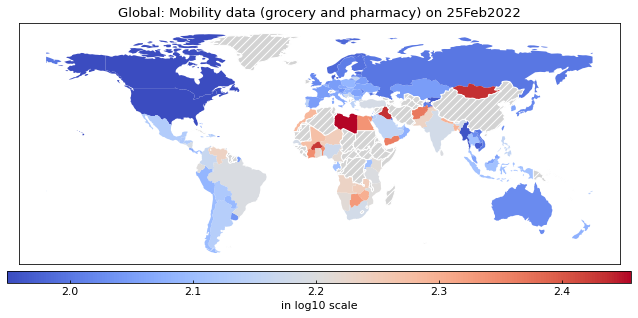 Global: Mobility data (grocery and pharmacy) on 25Feb2022
2.0 2.1 2.2 2.3 2.4
in log10 scale